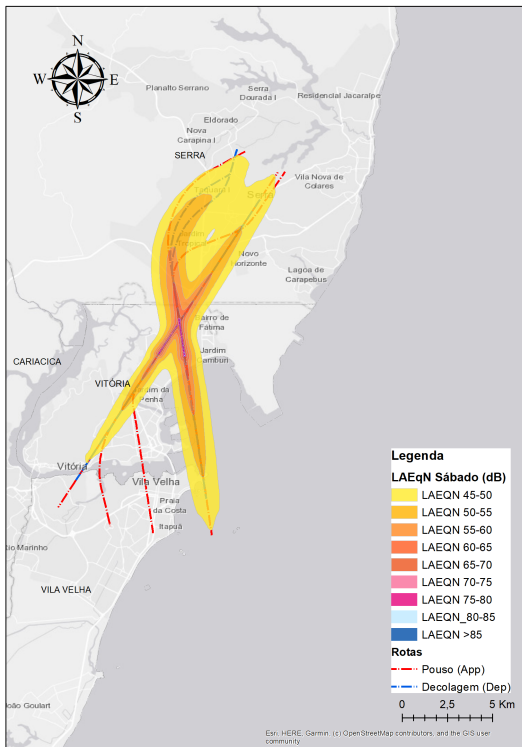 N
W
E
S
Planalto Serrano
Serra
Dourada I
Residencial Jacaraípe
Eldorado
Nova
Carapina I
SERRA
Vila Nova de
Colares
Serra
Novo
Horizonte
Lagoa de
Carapebus
Bairro de
Fátima
Jardim
Camburi
CARIACICA
VITÓRIA
Jardim da
Penha
Vitória
Vila Velha
Praia
da Costa
Itapuã
Rio Marinho
VILA VELHA
João Goulart
Legenda
LAEqN Sábado (dB)
LAEQN 45-50
LAEQN 50-55
LAEQN 55-60
LAEQN 60-65
LAEQN 65-70
LAEQN 70-75
LAEQN 75-80
LAEQN_80-85
LAEQN >85
Rotas
Pouso (App)
Decolagem (Dep)
0 2,5 5 Km
Esri, HERE, Garmin, (c) OpenStreetMap contributors, and the GIS user
community